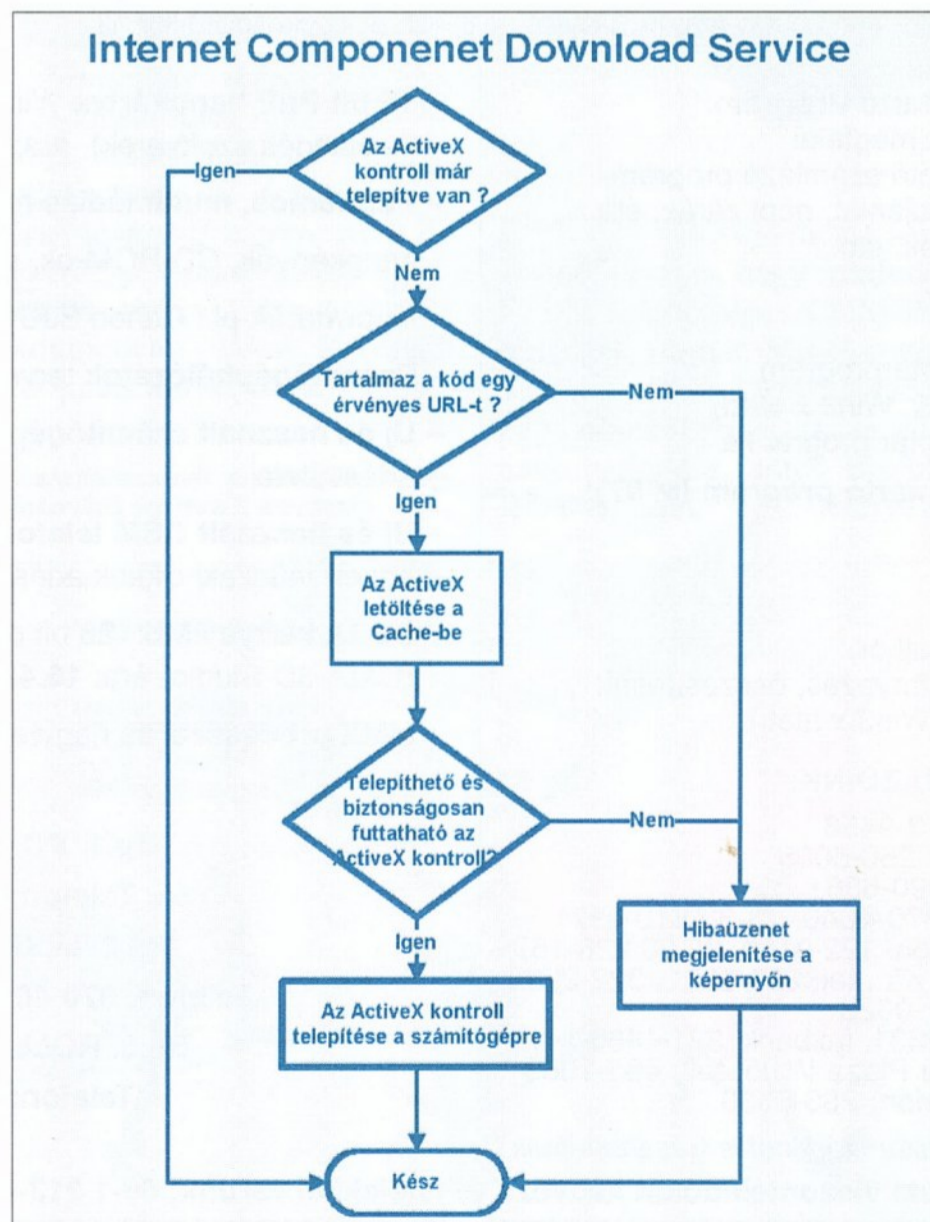 Internet Componenet Download Service
Az ActiveX
kontroll már
telepítve van ?
Igen
Nem
Tartalmaz a kód egy
érvényes URL-t ?
Nem
Igen
Az ActiveX
letöltése a
Cache-be
Telepíthető és
biztonságosan
futtatható az
ActiveX kontroll?
Nem
Igen
Hibaüzenet
megjelenítése a
képernyőn
Az ActiveX kontroll
telepítése a számítógépre
Kész